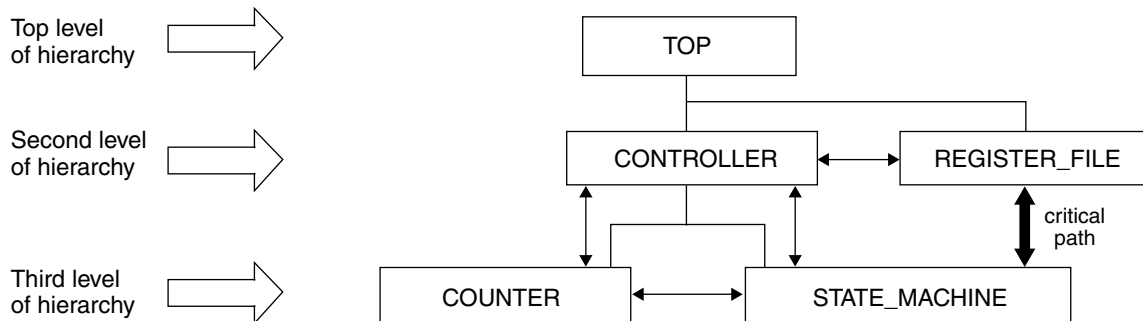 Top level
of hierarchy
TOP
Second level
of hierarchy
CONTROLLER
REGISTER_FILE
critical
path
Third level
of hierarchy
COUNTER
STATE_MACHINE